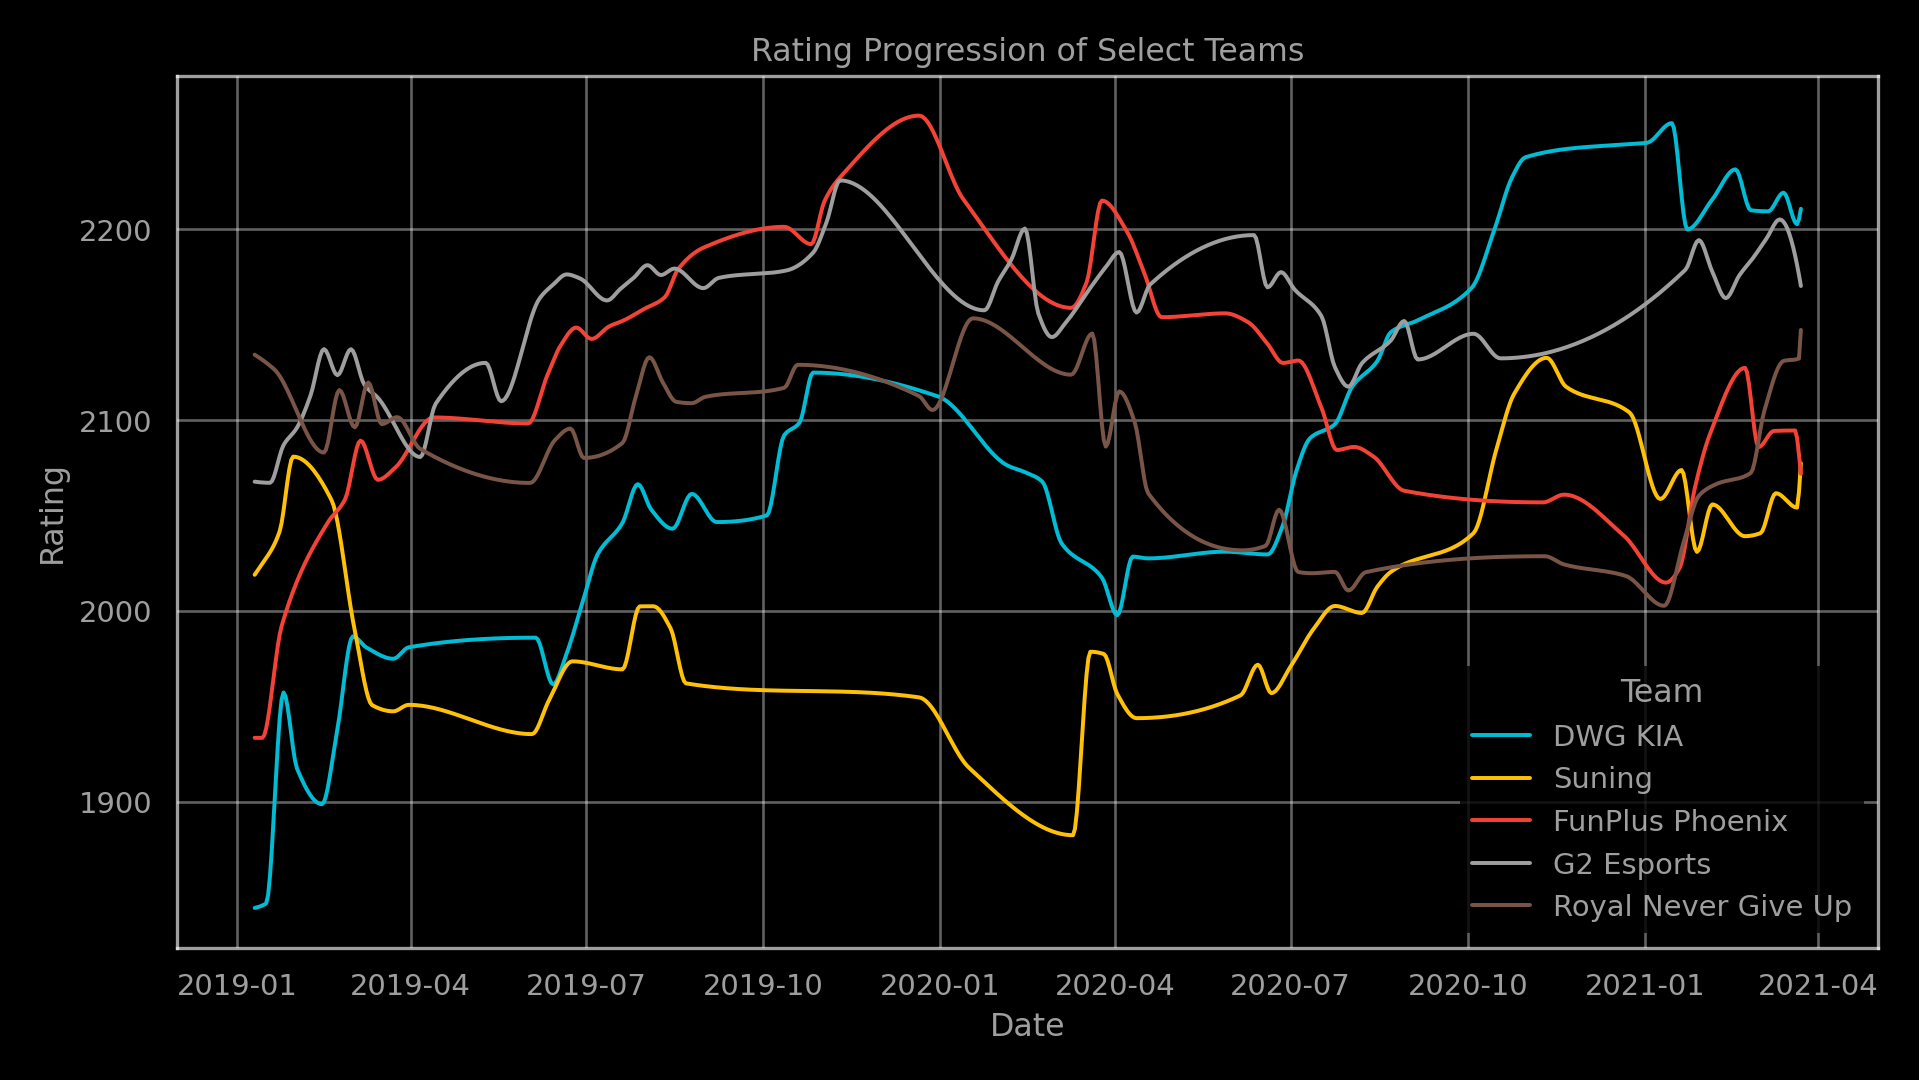 Rating Progression of Select Teams
Rating
2200
2100
2000
1900
Team
DWG KIA
Suning
FunPlus Phoenix
G2 Esports
Royal Never Give Up
2019-01 2019-04 2019-07 2019-10 2020-01 2020-04 2020-07 2020-10 2021-01 2021-04
Date